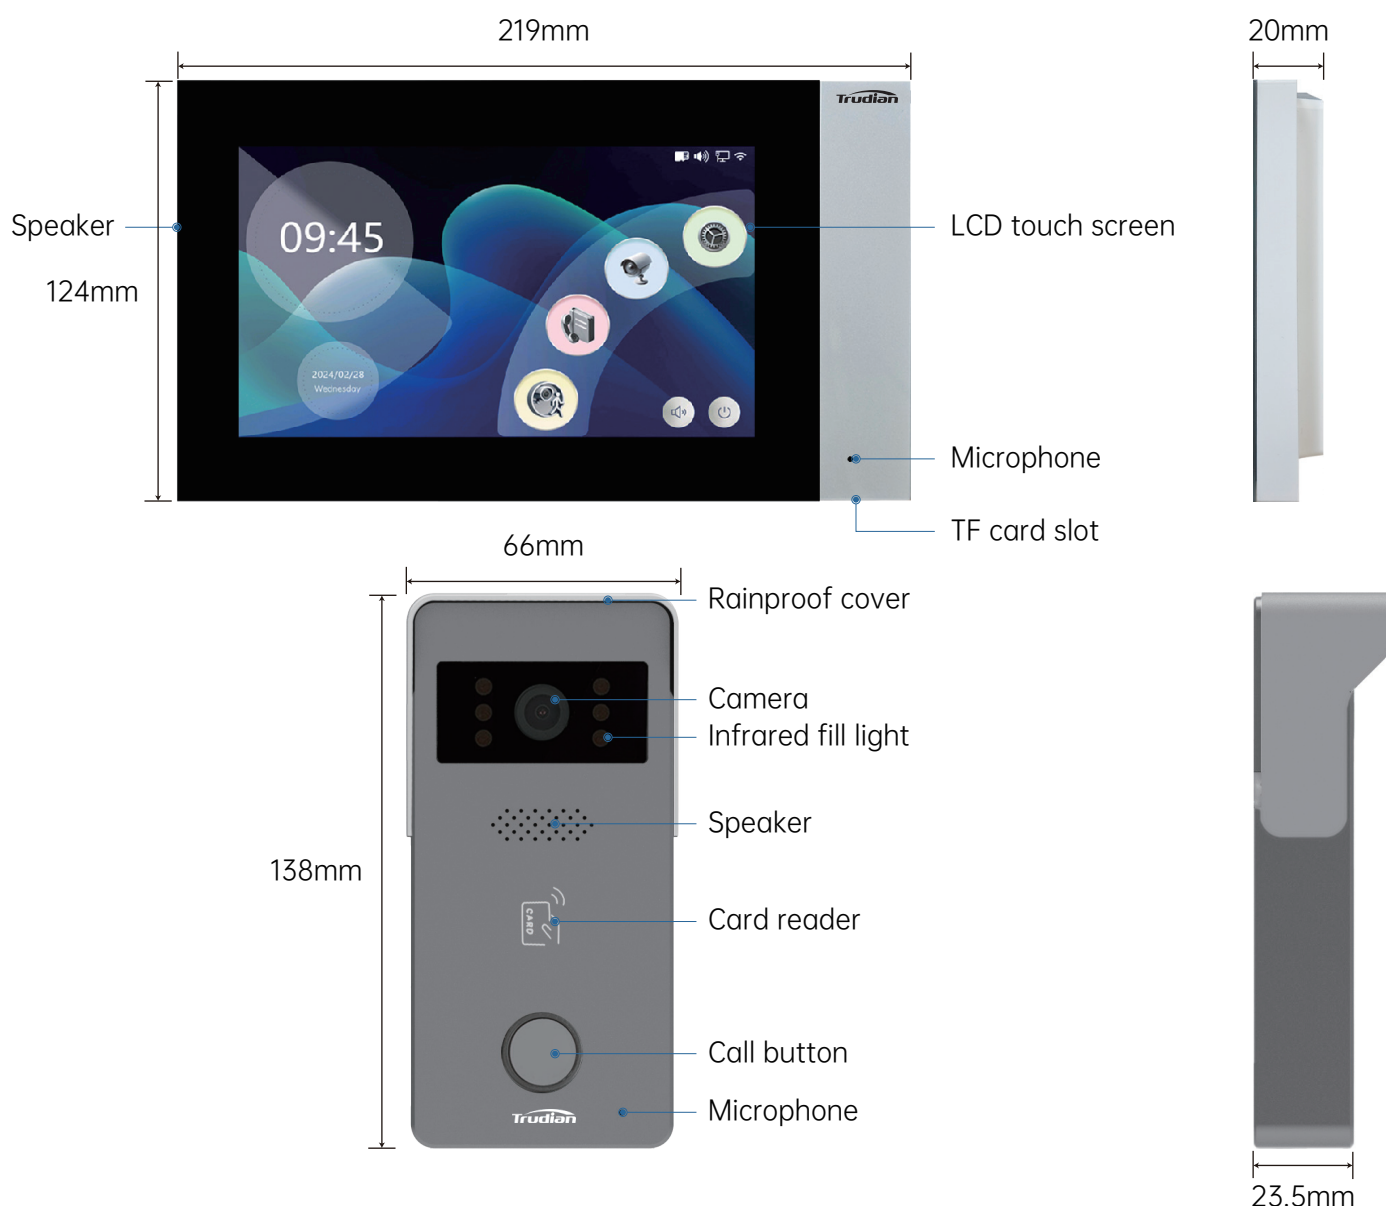 219mm
20mm
Trudian
09:45
Speaker
LCD touch screen
124mm
2024/02/28
Wednesday
Microphone
TF card slot
66mm
Rainproof cover
Camera
Infrared fill light
Speaker
138mm
CARD
Card reader
Call button
Microphone
Trudian
23.5mm